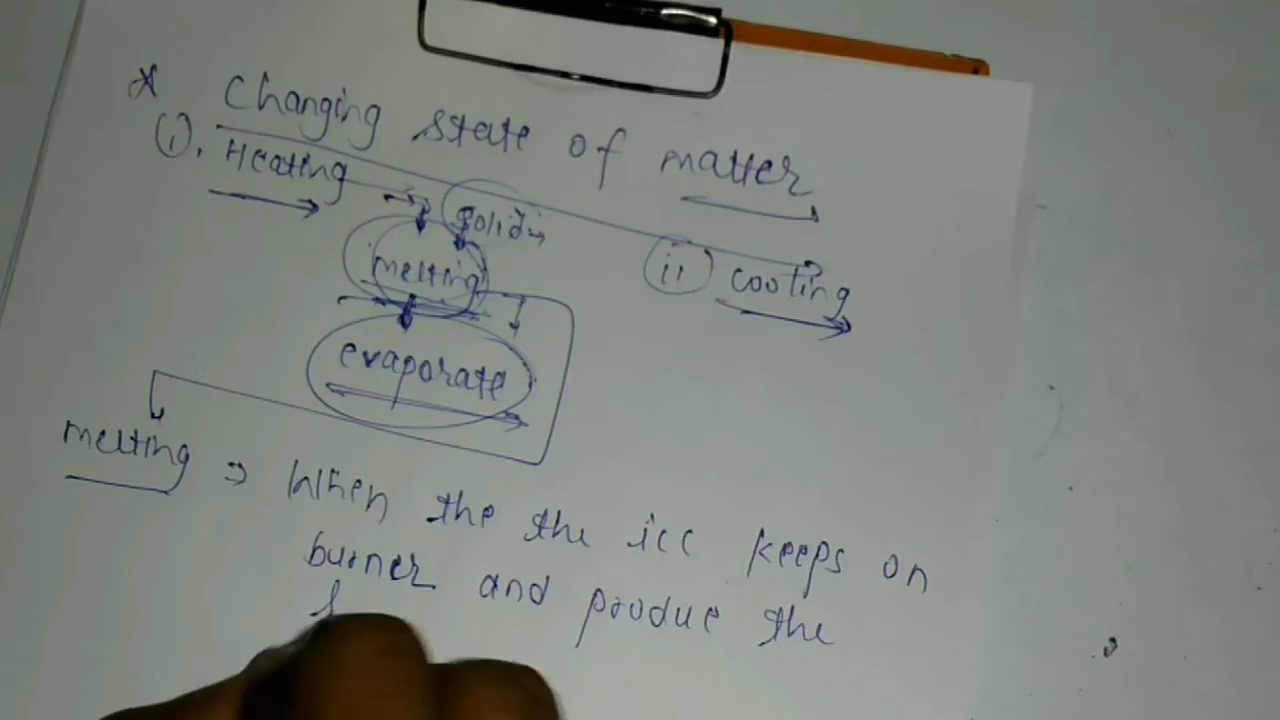 * Changing state of matter
(i). Heating
solid
(ii) cooling
melting
evaporate
melting ⇒ When the the icc keeps on
burner and produe the